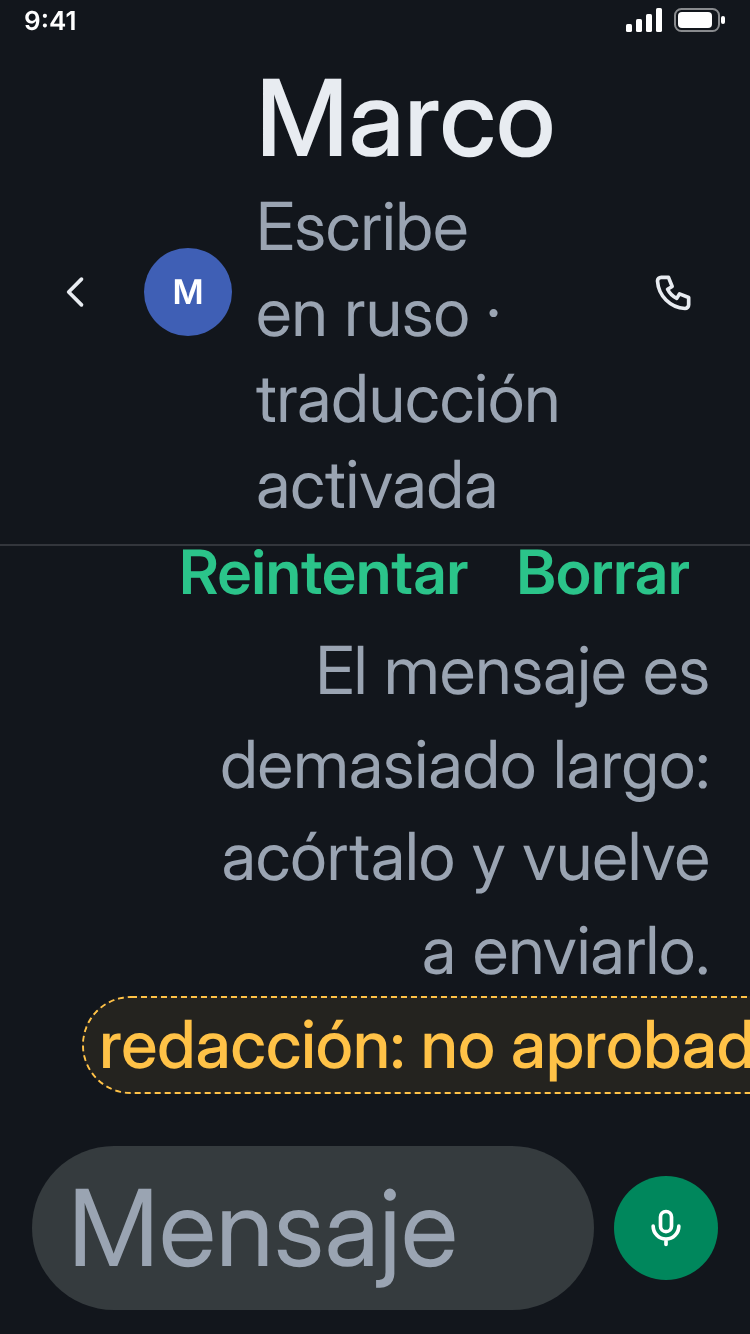 9:41
Marco
M
Escribe
en ruso ·
traducción
activada
Reintentar Borrar
El mensaje es
demasiado largo:
acórtalo y vuelve
a enviarlo.
redacción: no aprobad
Mensaje